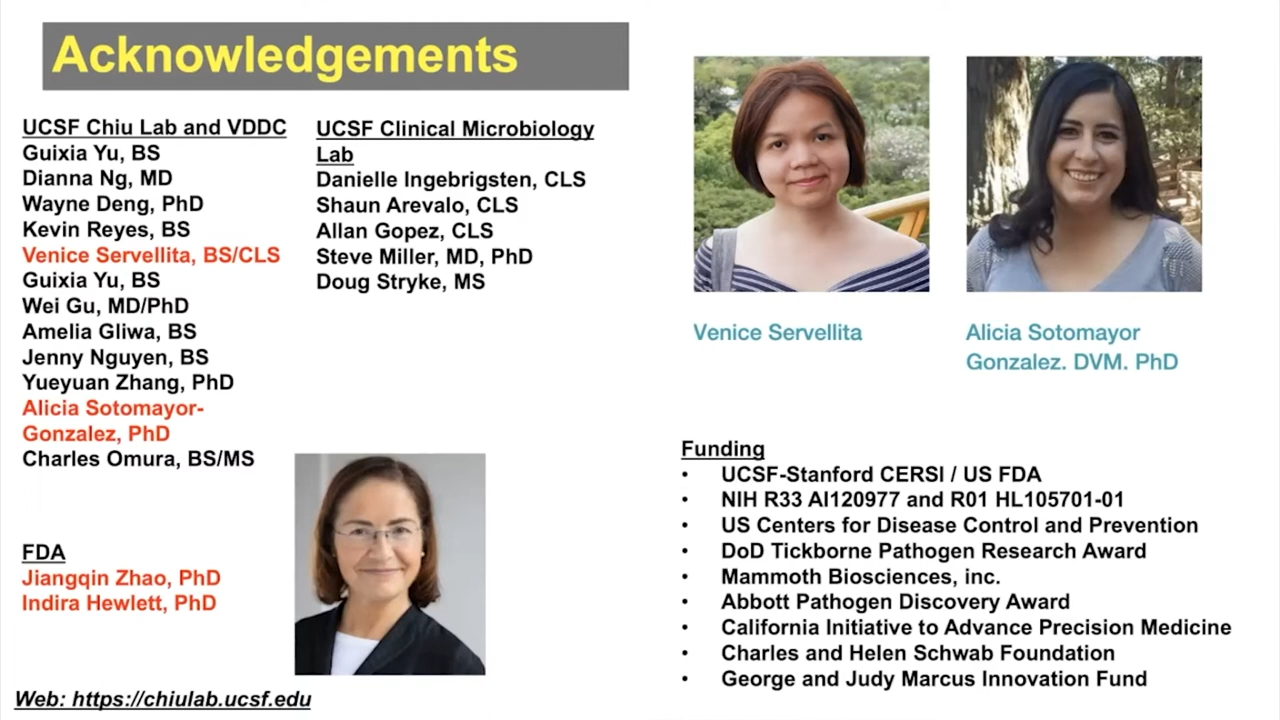 Acknowledgements
UCSF Chiu Lab and VDDC
Guixia Yu, BS
Dianna Ng, MD
Wayne Deng, PhD
Kevin Reyes, BS
Venice Servellita, BS/CLS
Guixia Yu, BS
Wei Gu, MD/PhD
Amelia Gliwa, BS
Jenny Nguyen, BS
Yueyuan Zhang, PhD
Alicia Sotomayor-
Gonzalez, PhD
Charles Omura, BS/MS
FDA
Jiangqin Zhao, PhD
Indira Hewlett, PhD
Web: https://chiulab.ucsf.edu
UCSF Clinical Microbiology
Lab
Danielle Ingebrigsten, CLS
Shaun Arevalo, CLS
Allan Gopez, CLS
Steve Miller, MD, PhD
Doug Stryke, MS
Venice Servellita
Alicia Sotomayor
Gonzalez. DVM. PhD
Funding
• UCSF-Stanford CERSI / US FDA
• NIH R33 AI120977 and R01 HL105701-01
• US Centers for Disease Control and Prevention
• DoD Tickborne Pathogen Research Award
• Mammoth Biosciences, inc.
• Abbott Pathogen Discovery Award
• California Initiative to Advance Precision Medicine
• Charles and Helen Schwab Foundation
• George and Judy Marcus Innovation Fund